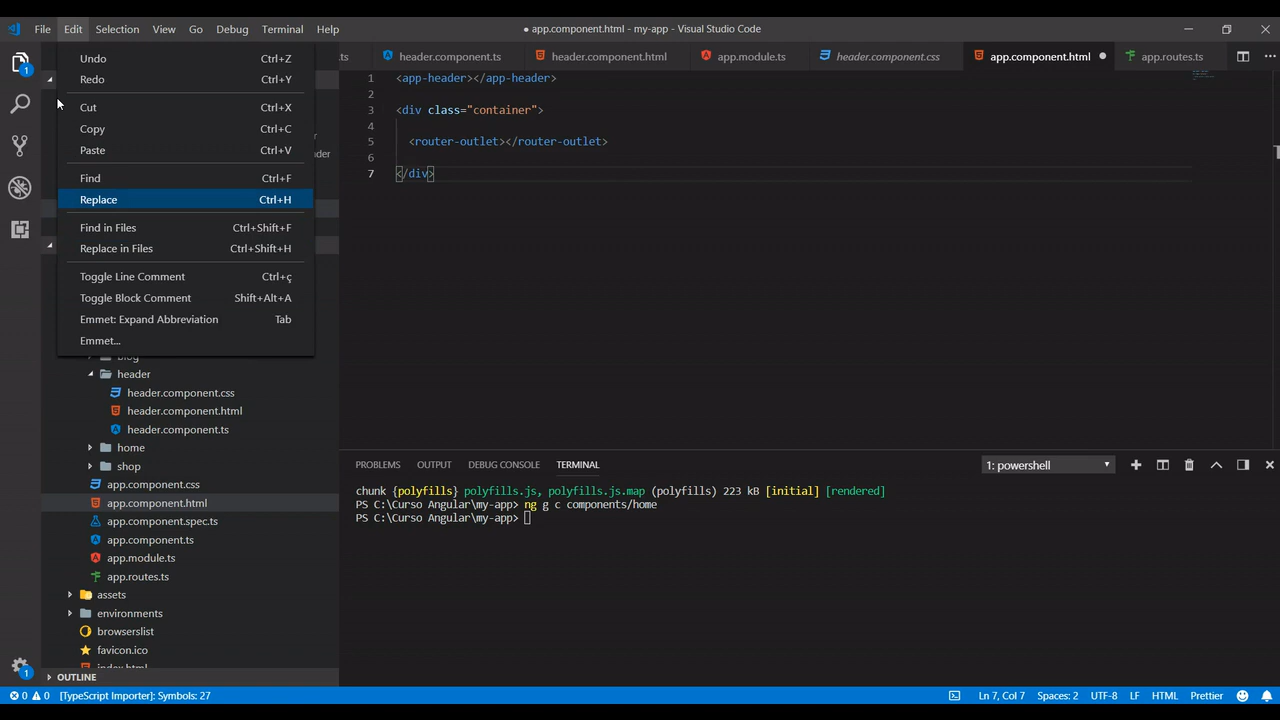 File Edit Selection View Go Debug Terminal Help
● app.component.html - my-app - Visual Studio Code
.ts header.component.ts header.component.html app.module.ts header.component.css app.component.html app.routes.ts
1
Undo Ctrl+Z
Redo Ctrl+Y
Cut Ctrl+X
Copy Ctrl+C
Paste Ctrl+V
Find Ctrl+F
Replace Ctrl+H
Find in Files Ctrl+Shift+F
Replace in Files Ctrl+Shift+H
Toggle Line Comment Ctrl+ç
Toggle Block Comment Shift+Alt+A
Emmet: Expand Abbreviation Tab
Emmet...
1 <app-header></app-header>
2
3 <div class="container">
4
5 <router-outlet></router-outlet>
6
7 </div>
blog
header
header.component.css
header.component.html
header.component.ts
home
shop
app.component.css
app.component.html
app.component.spec.ts
app.component.ts
app.module.ts
app.routes.ts
assets
environments
browserslist
favicon.ico
index.html
OUTLINE
1
PROBLEMS OUTPUT DEBUG CONSOLE TERMINAL 1: powershell
chunk {polyfills} polyfills.js, polyfills.js.map (polyfills) 223 kB [initial] [rendered]
PS C:\Curso Angular\my-app> ng g c components/home
PS C:\Curso Angular\my-app>
0 0 [TypeScript Importer]: Symbols: 27 Ln 7, Col 7 Spaces: 2 UTF-8 LF HTML Prettier